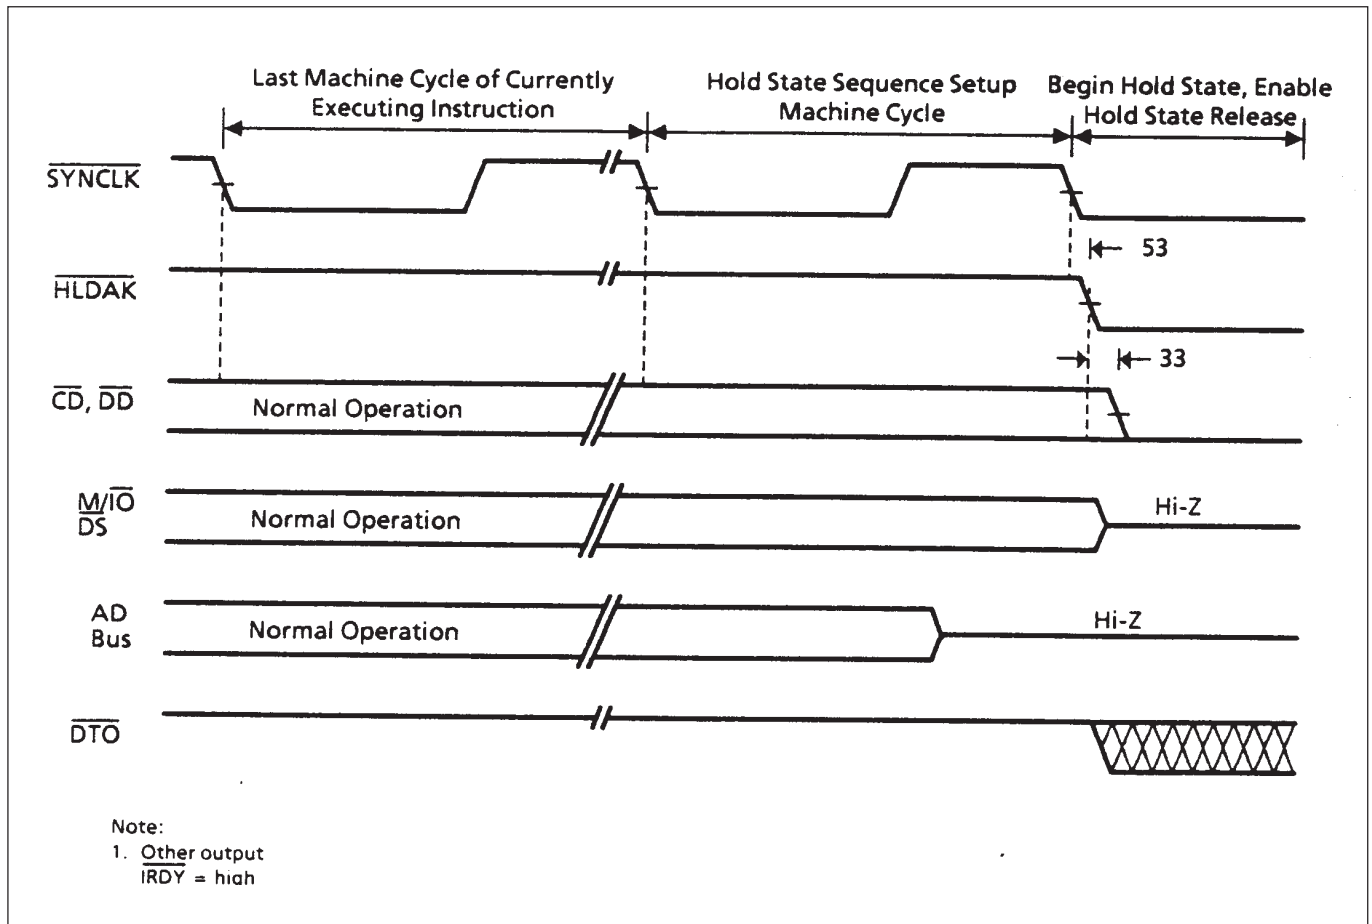 Last Machine Cycle of Currently
Executing Instruction
Hold State Sequence Setup
Machine Cycle
Begin Hold State, Enable
Hold State Release
SYNCLK
53
HLDAK
33
CD, DD
Normal Operation
M/IO
DS
Normal Operation
Hi-Z
AD
Bus
Normal Operation
Hi-Z
DTO
Note:
1. Other output
IRDY = high